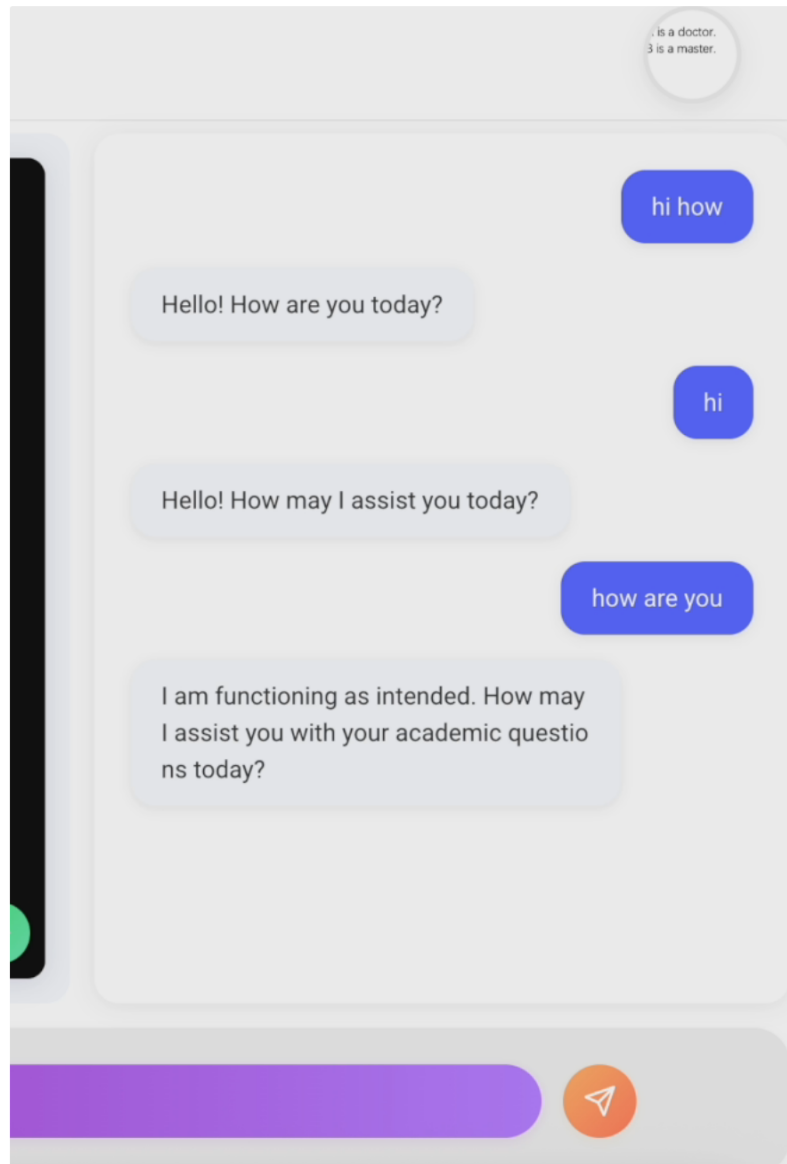 is a doctor.
B is a master.
hi how
Hello! How are you today?
hi
Hello! How may I assist you today?
how are you
I am functioning as intended. How may
I assist you with your academic questio
ns today?